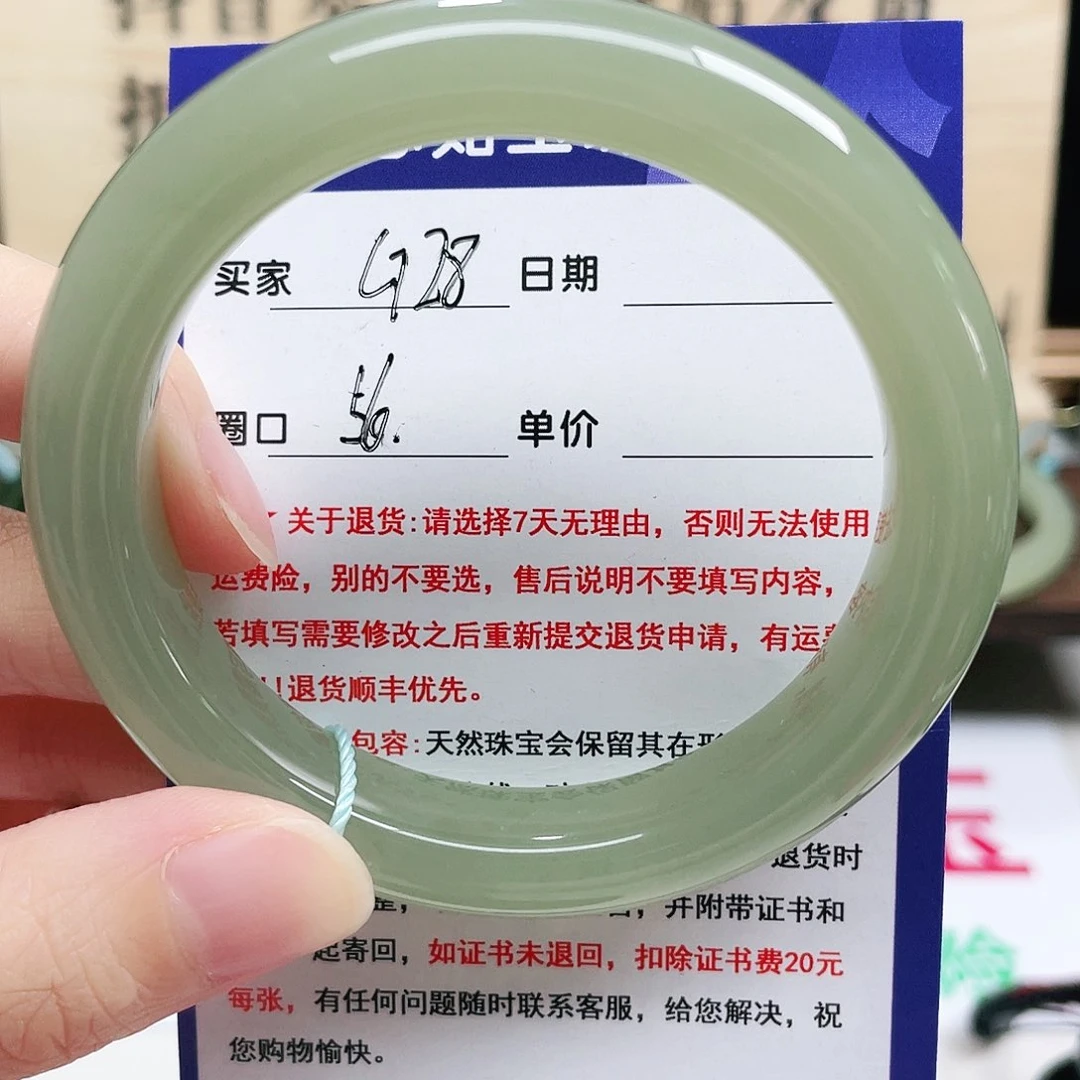 买家 G28 日期
圈口 56. 单价
关于退货:请选择7天无理由，否则无法使用
运费险，别的不要选，售后说明不要填写内容，
若填写需要修改之后重新提交退货申请，有运
!!退货顺丰优先。
包容:天然珠宝会保留其在
退货时
整， ，并附带证书和
起寄回，如证书未退回，扣除证书费20元
每张，有任何问题随时联系客服，给您解决，祝
您购物愉快。